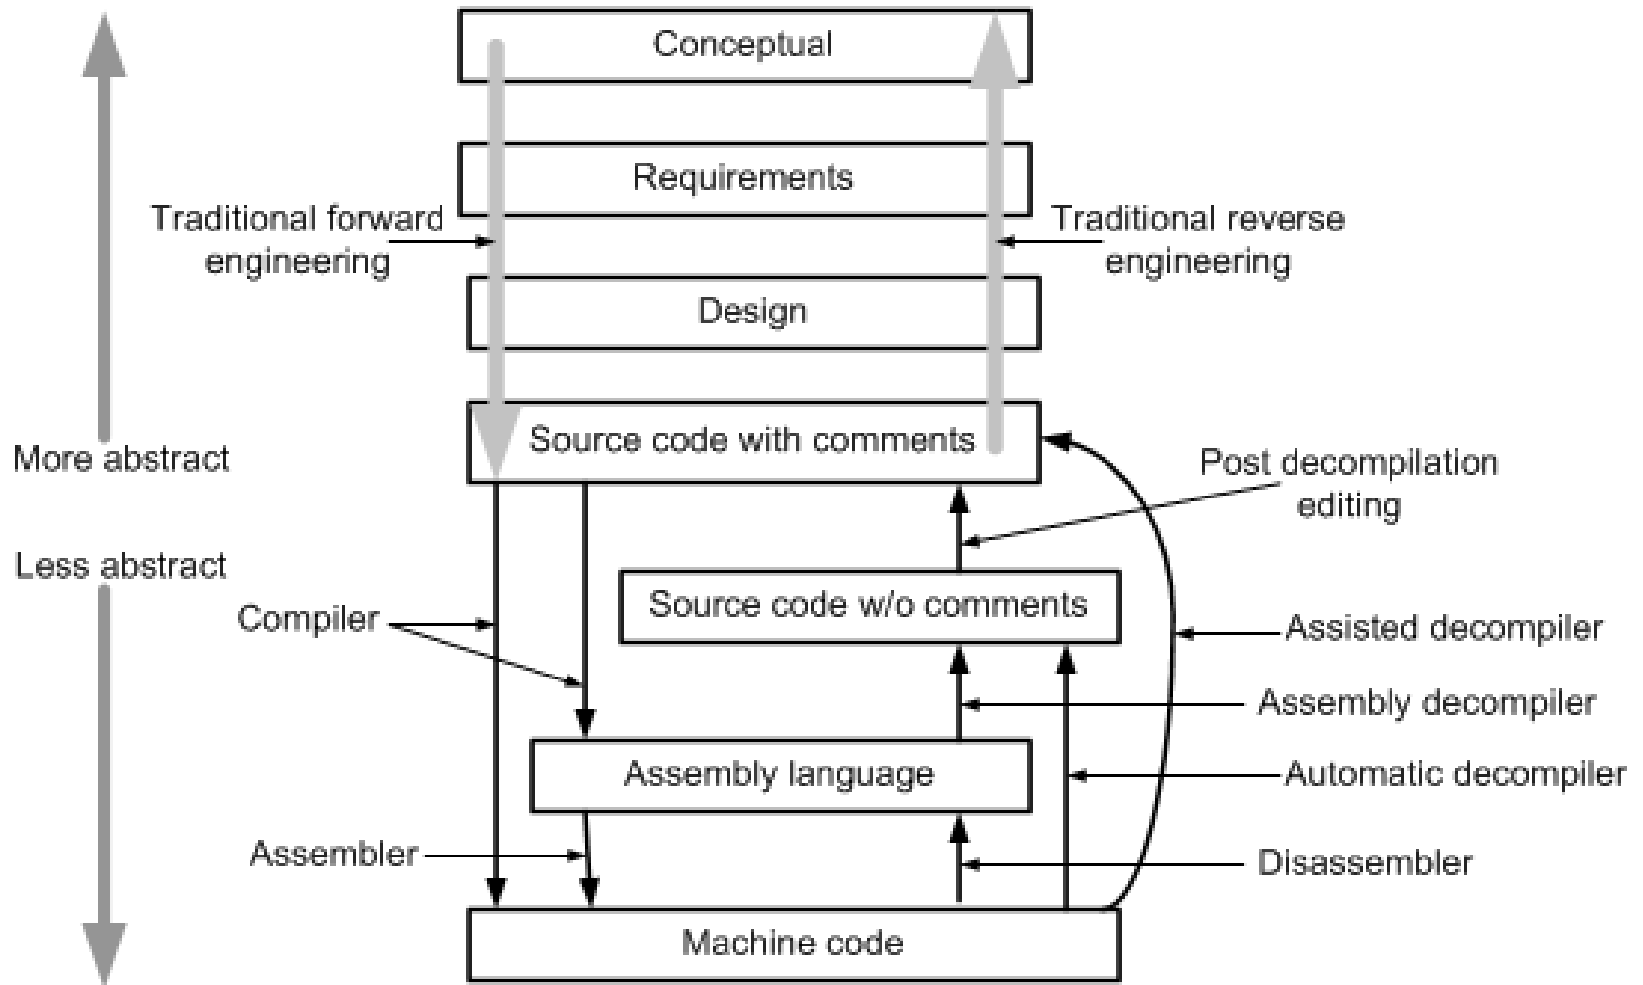 Conceptual
Requirements
Traditional forward
engineering
Traditional reverse
engineering
Design
More abstract
Source code with comments
Post decompilation
editing
Less abstract
Compiler
Source code w/o comments
Assisted decompiler
Assembly decompiler
Assembly language
Automatic decompiler
Assembler
Disassembler
Machine code